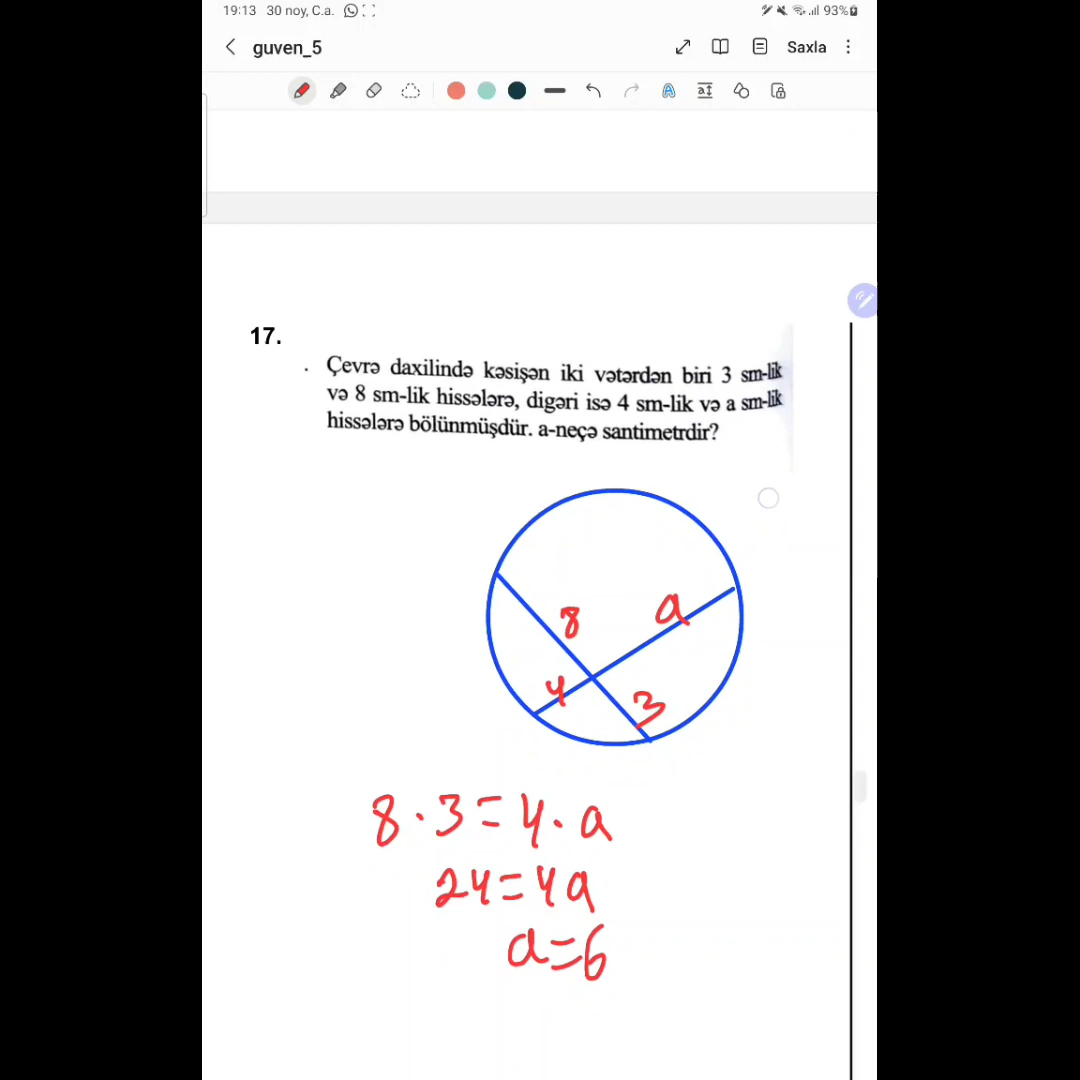 19:13 30 noy, C.a. 93%
guven_5 Saxla
17.
Çevrə daxilində kəsişən iki vətərdən biri 3 sm-lik
və 8 sm-lik hissələrə, digəri isə 4 sm-lik və a sm-lik
hissələrə bölünmüşdür. a-neçə santimetrdir?
8 a
4 3
8 · 3 = 4 · a
24 = 4a
a = 6